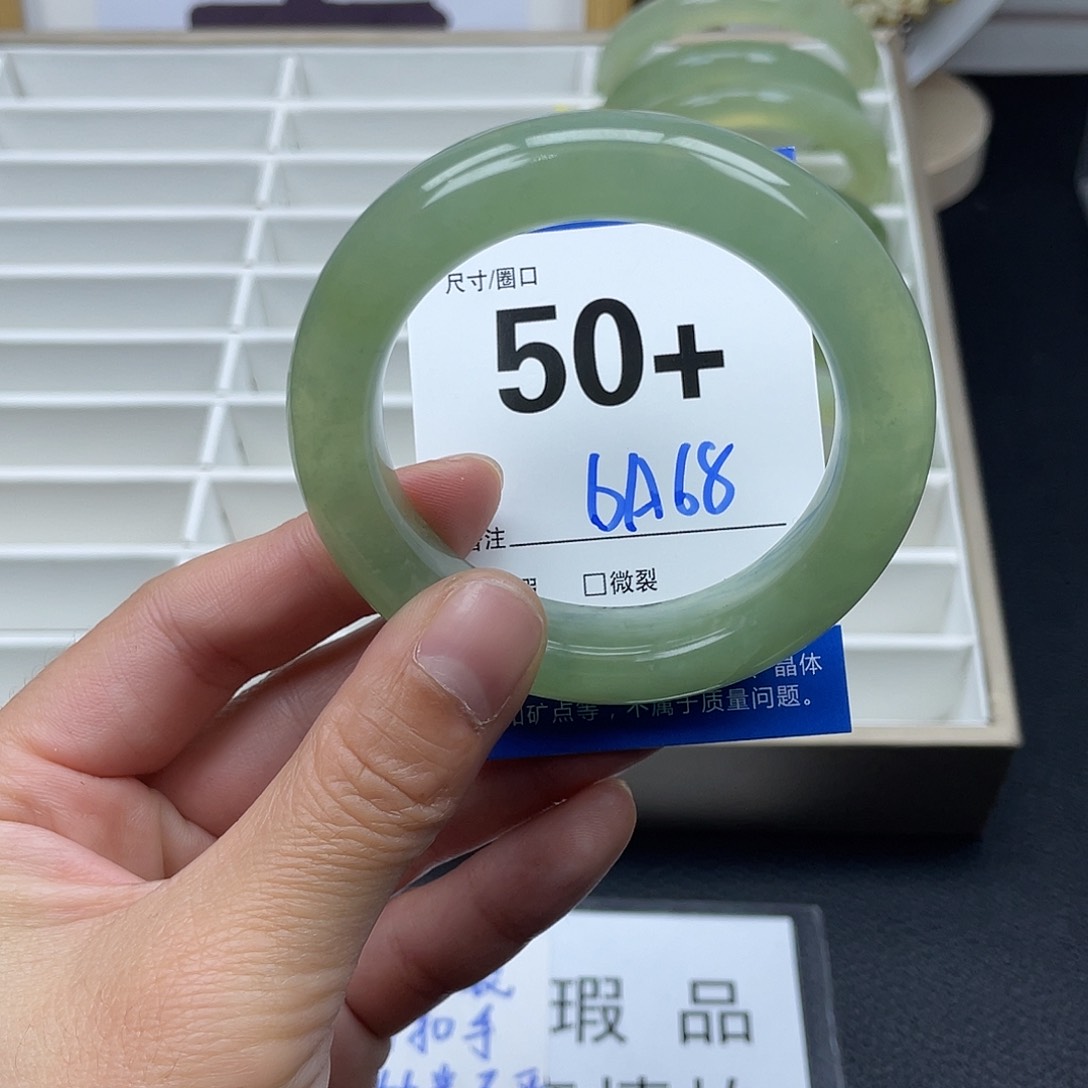 尺寸/圈口
50+
6A68
注
□微裂
晶体
矿点等，不属于质量问题。
瑕 品
扣手